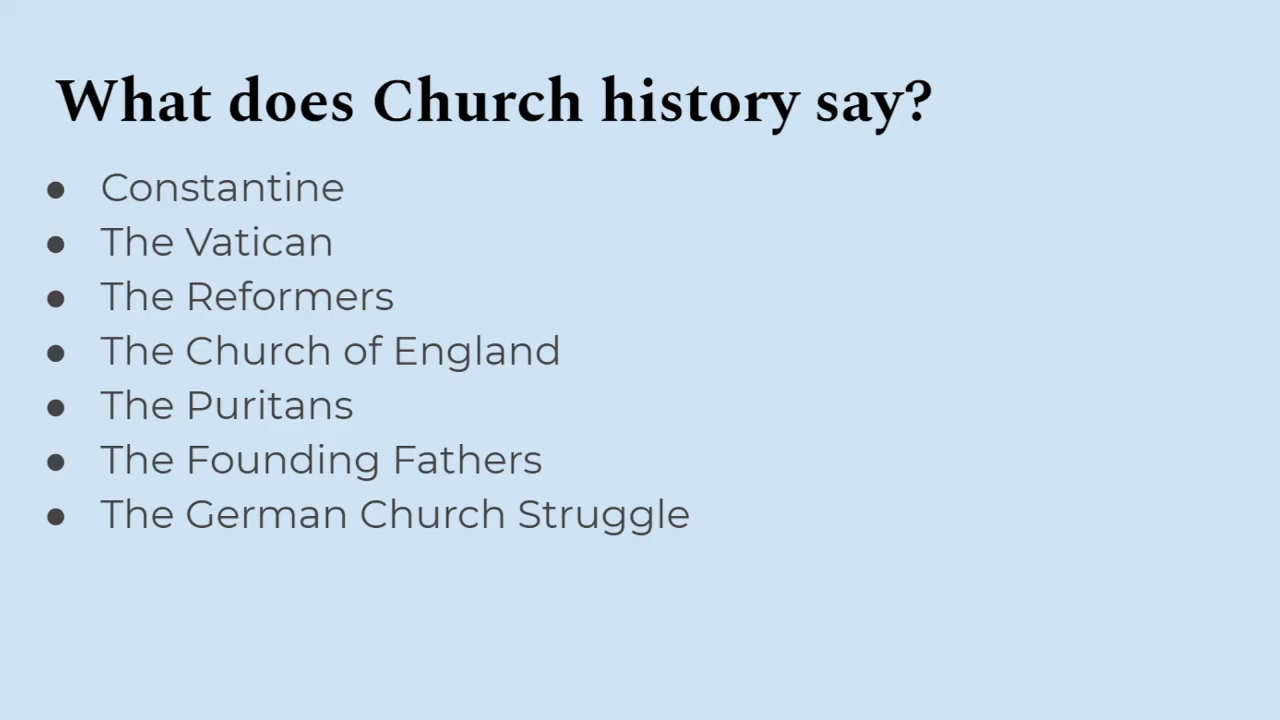 What does Church history say?
● Constantine
● The Vatican
● The Reformers
● The Church of England
● The Puritans
● The Founding Fathers
● The German Church Struggle